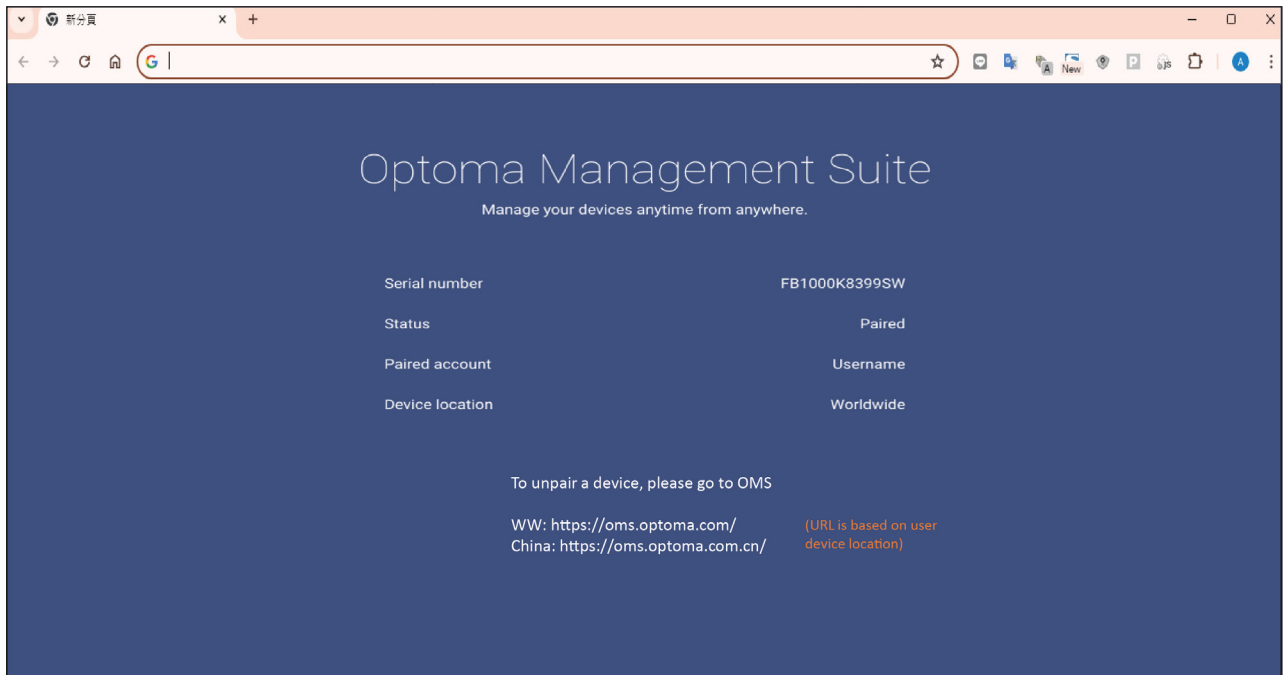 新分頁
New
A
P
js
A
Optoma Management Suite
Manage your devices anytime from anywhere.
Serial number FB1000K8399SW
Status Paired
Paired account Username
Device location Worldwide
To unpair a device, please go to OMS
WW: https://oms.optoma.com/ (URL is based on user
China: https://oms.optoma.com.cn/ device location)